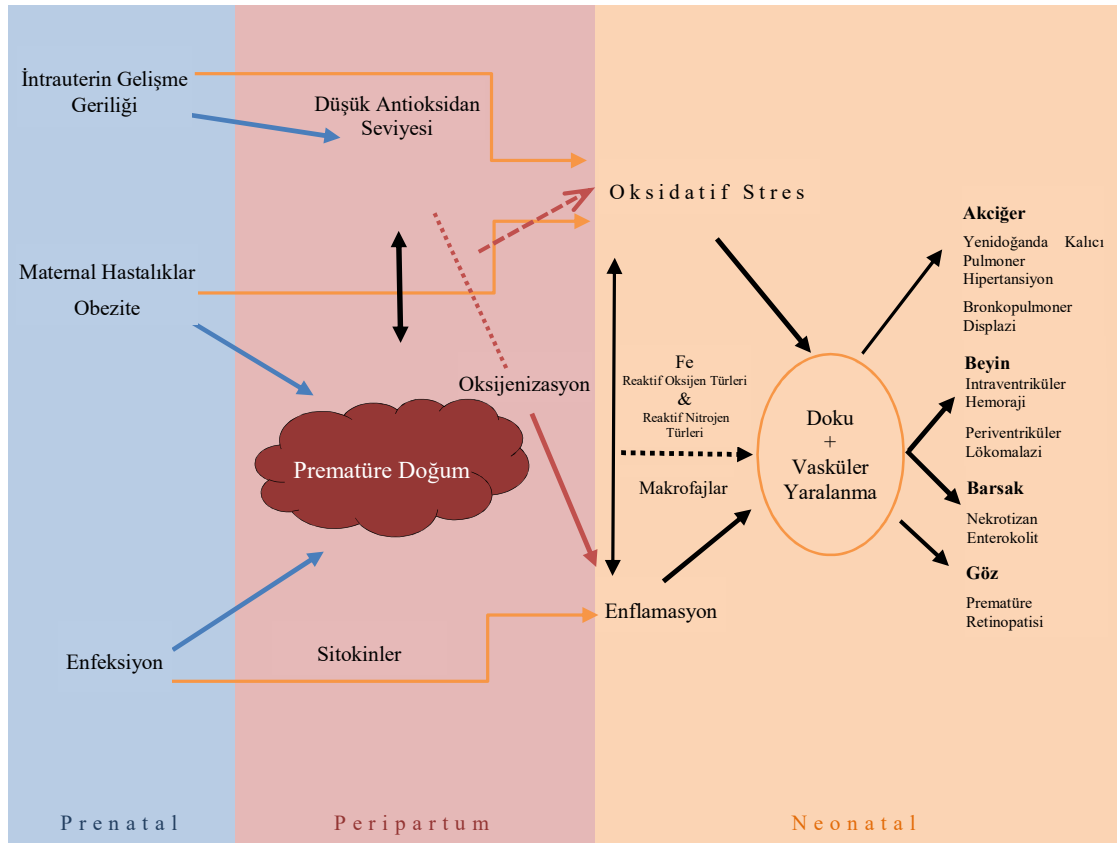 İntrauterin Gelişme
Geriliği
Düşük Antioksidan
Seviyesi
Oksidatif Stres
Maternal Hastalıklar
Obezite
Oksijenizasyon
Prematüre Doğum
Enfeksiyon
Sitokinler
Fe
Reaktif Oksijen Türleri
&
Reaktif Nitrojen
Türleri
Makrofajlar
Enflamasyon
Doku
+
Vasküler
Yaralanma
Akciğer
Yenidoğanda Kalıcı
Pulmoner
Hipertansiyon
Bronkopulmoner
Displazi
Beyin
Intraventriküler
Hemoraji
Periventriküler
Lökomalazi
Barsak
Nekrotizan
Enterokolit
Göz
Prematüre
Retinopatisi
Prenatal
Peripartum
Neonatal